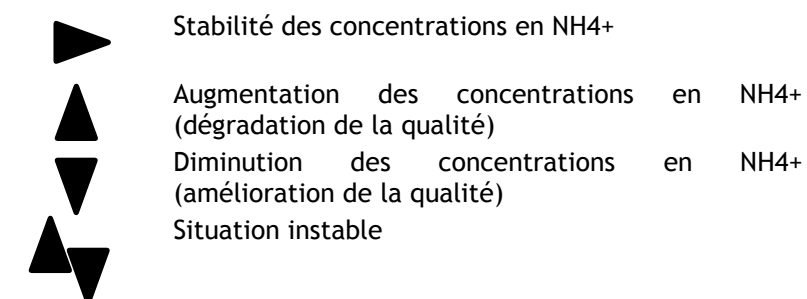 Stabilité des concentrations en NH4+
Augmentation des concentrations en NH4+
(dégradation de la qualité)
Diminution des concentrations en NH4+
(amélioration de la qualité)
Situation instable